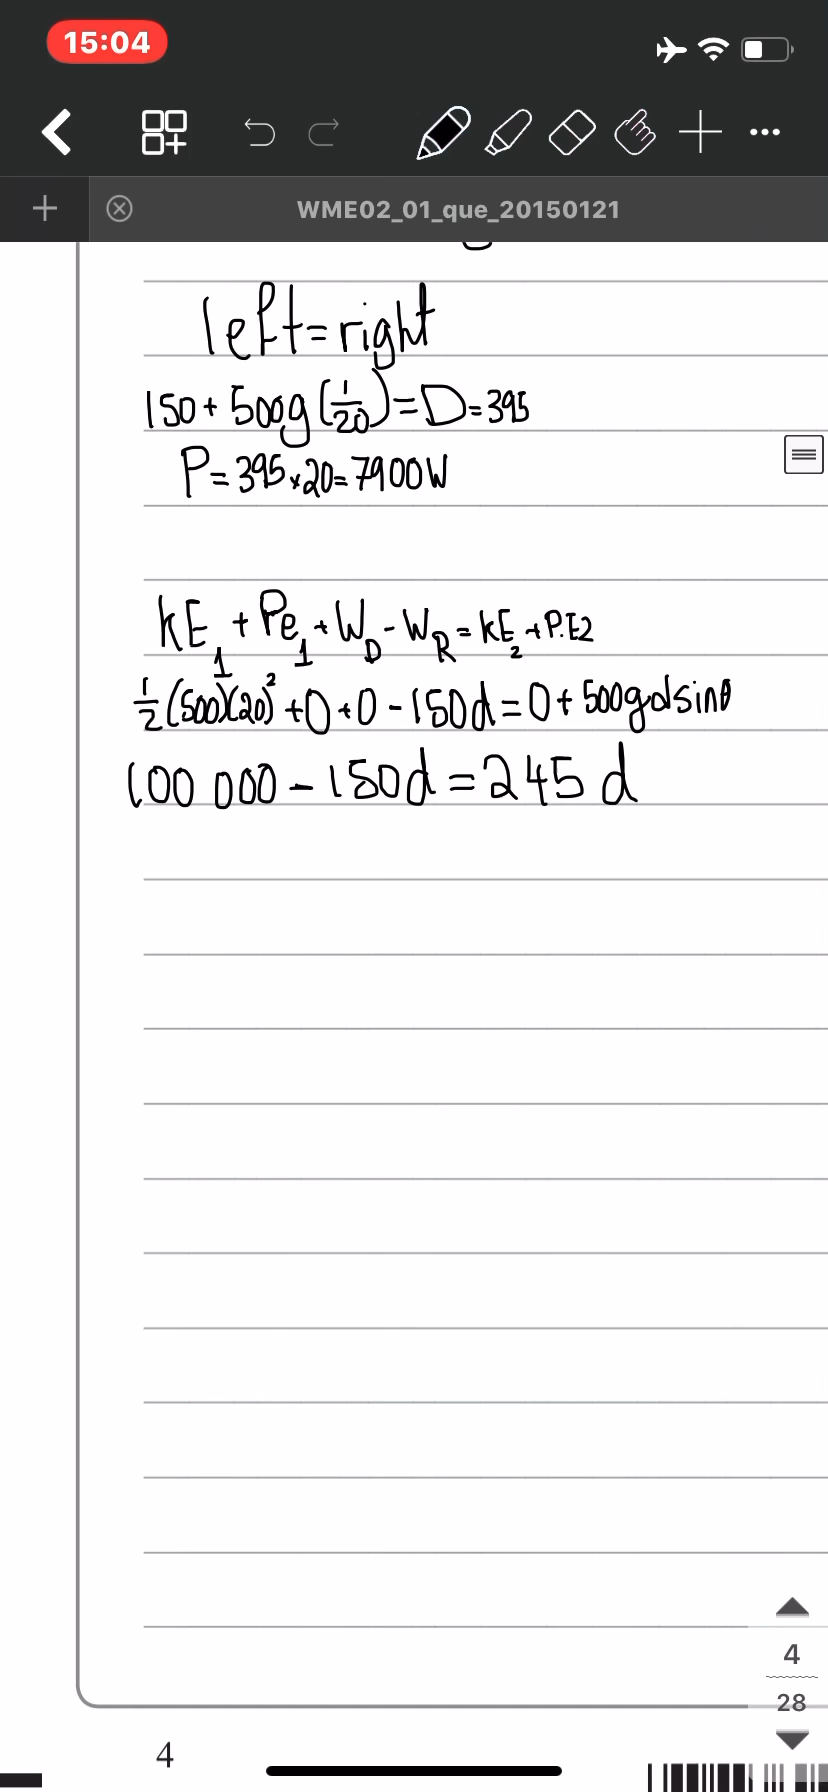 15:04
WME02_01_que_20150121
left=right
150 + 500g (1/20) = D = 395
P = 395 × 20 = 7900W
KE1 + Pe1 + WD - WR = KE2 + P.E2
1/2 (500)(20)² + 0 + 0 - 150d = 0 + 500gdsinθ
100 000 - 150d = 245 d
4
28
4